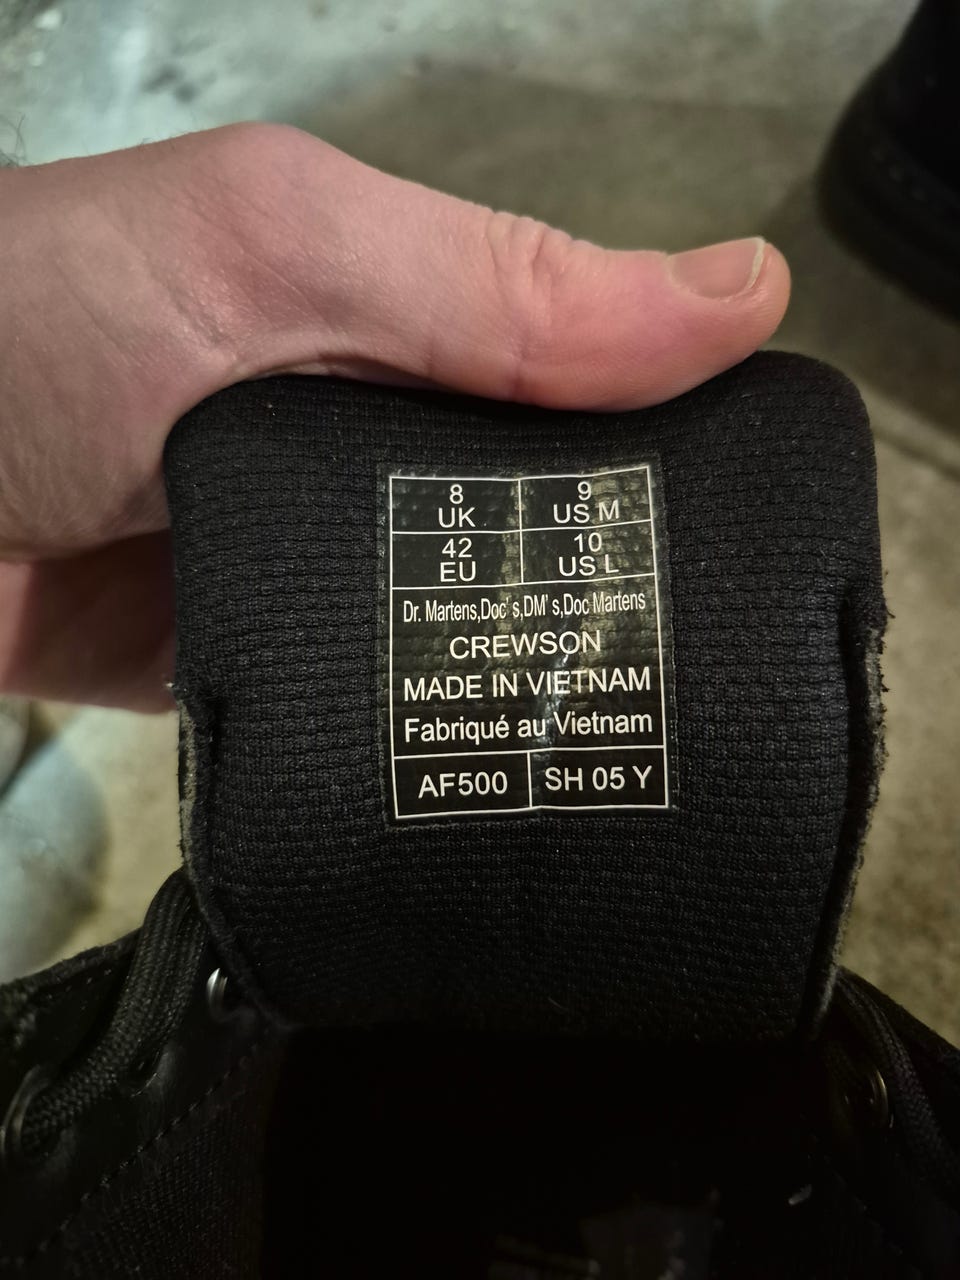 8
UK
9
US M
42
EU
10
US L
Dr. Martens,Doc's,DM's,Doc Martens
CREWSON
MADE IN VIETNAM
Fabriqué au Vietnam
AF500
SH 05 Y